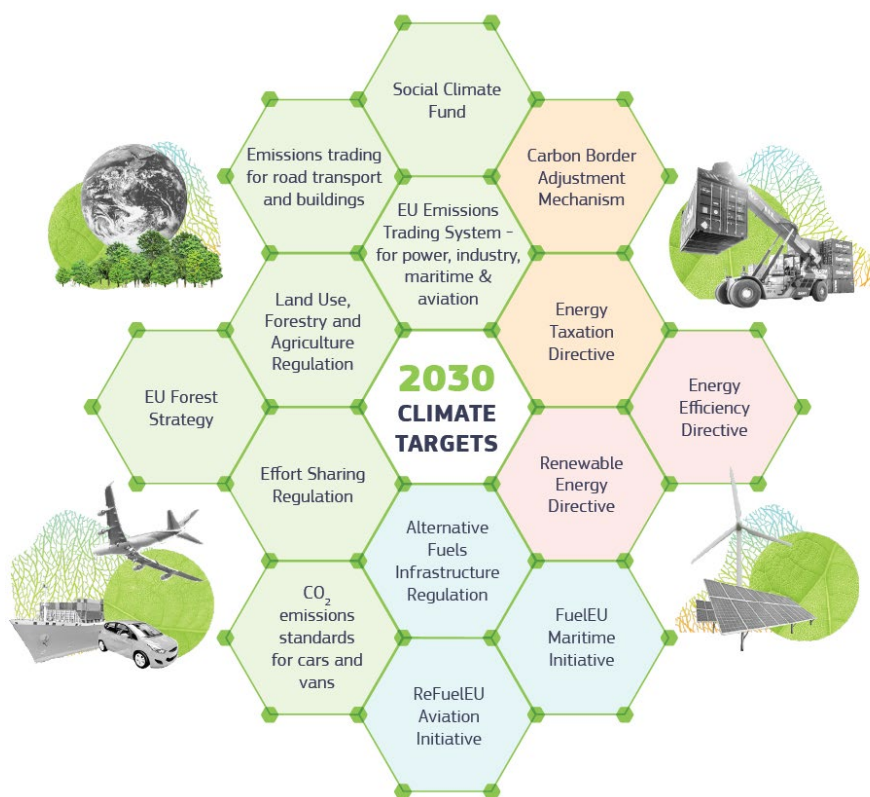 Social Climate
Fund
Emissions trading
for road transport
and buildings
Carbon Border
Adjustment
Mechanism
EU Emissions
Trading System –
for power, industry,
maritime &
aviation
Land Use,
Forestry and
Agriculture
Regulation
Energy
Taxation
Directive
EU Forest
Strategy
2030
CLIMATE
TARGETS
Energy
Efficiency
Directive
Effort Sharing
Regulation
Renewable
Energy
Directive
Alternative
Fuels
Infrastructure
Regulation
CO₂
emissions
standards
for cars and
vans
FuelEU
Maritime
Initiative
ReFuelEU
Aviation
Initiative